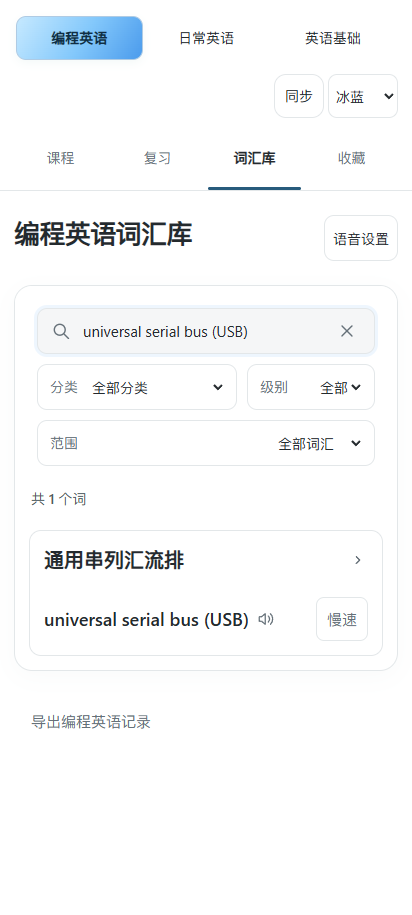 编程英语 日常英语 英语基础
同步 冰蓝
课程 复习 词汇库 收藏
编程英语词汇库 语音设置
universal serial bus (USB)
分类 全部分类 级别 全部
范围 全部词汇
共 1 个词
通用串列汇流排
universal serial bus (USB) 慢速
导出编程英语记录